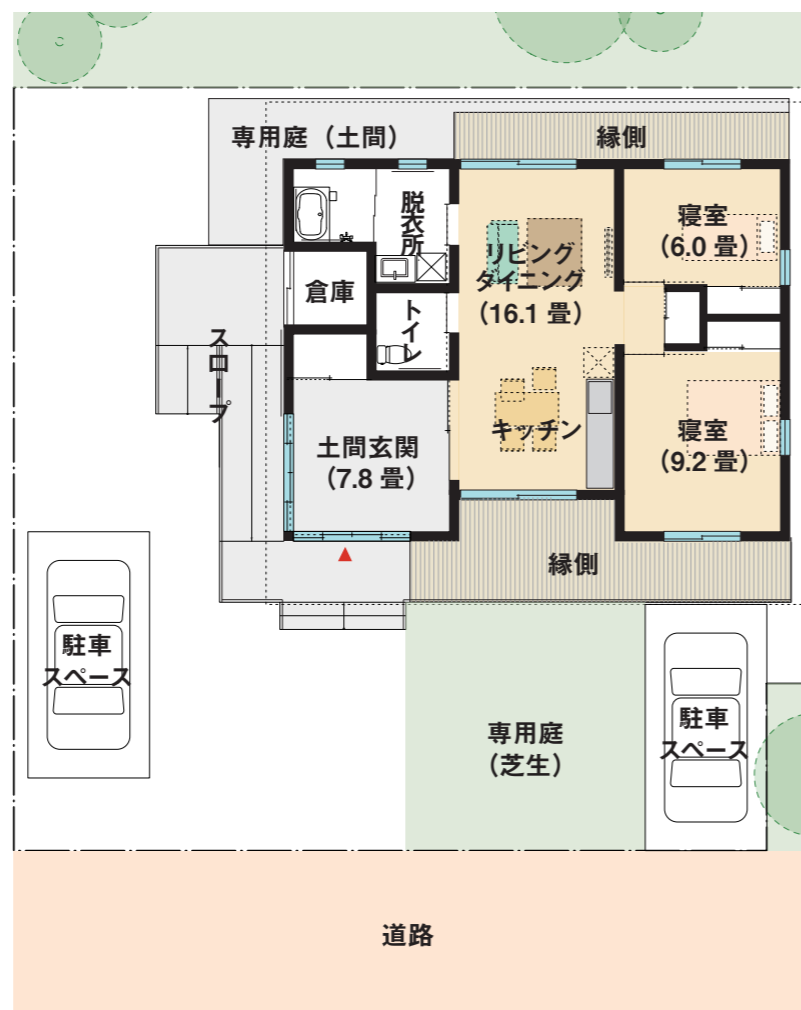 専用庭（土間）
縁側
脱衣所
寝室
（6.0 畳）
リビング
ダイニング
（16.1 畳）
倉庫
トイレ
スロープ
キッチン
土間玄関
（7.8 畳）
寝室
（9.2 畳）
縁側
駐車
スペース
専用庭
（芝生）
駐車
スペース
道路